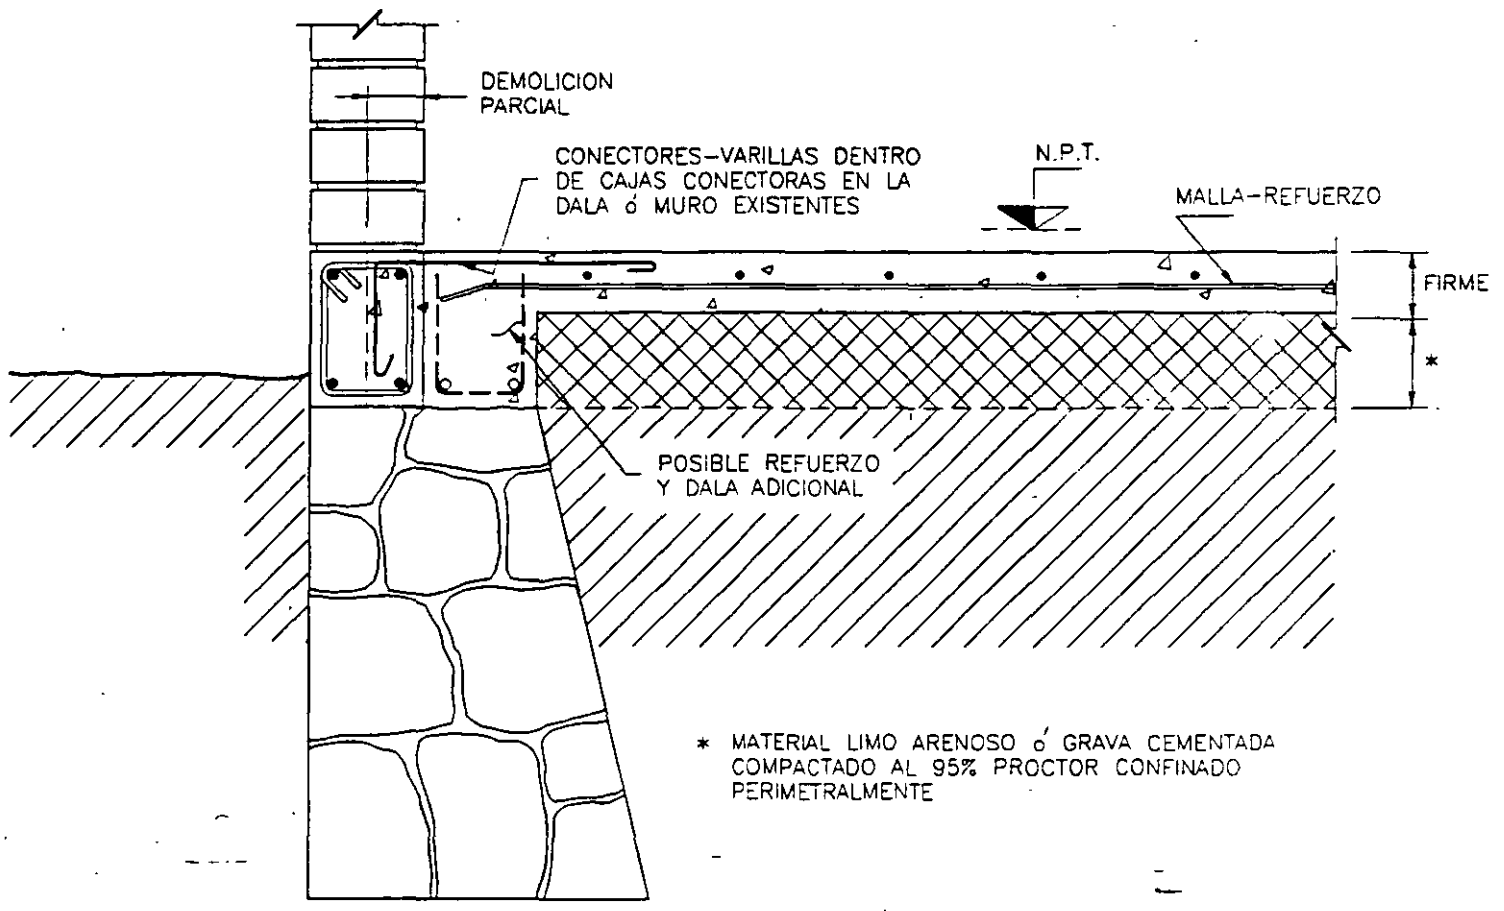 DEMOLICION
PARCIAL
CONECTORES-VARILLAS DENTRO
DE CAJAS CONECTORAS EN LA
DALA ó MURO EXISTENTES
N.P.T.
MALLA-REFUERZO
FIRME
*
POSIBLE REFUERZO
Y DALA ADICIONAL
* MATERIAL LIMO ARENOSO ó GRAVA CEMENTADA
COMPACTADO AL 95% PROCTOR CONFINADO
PERIMETRALMENTE